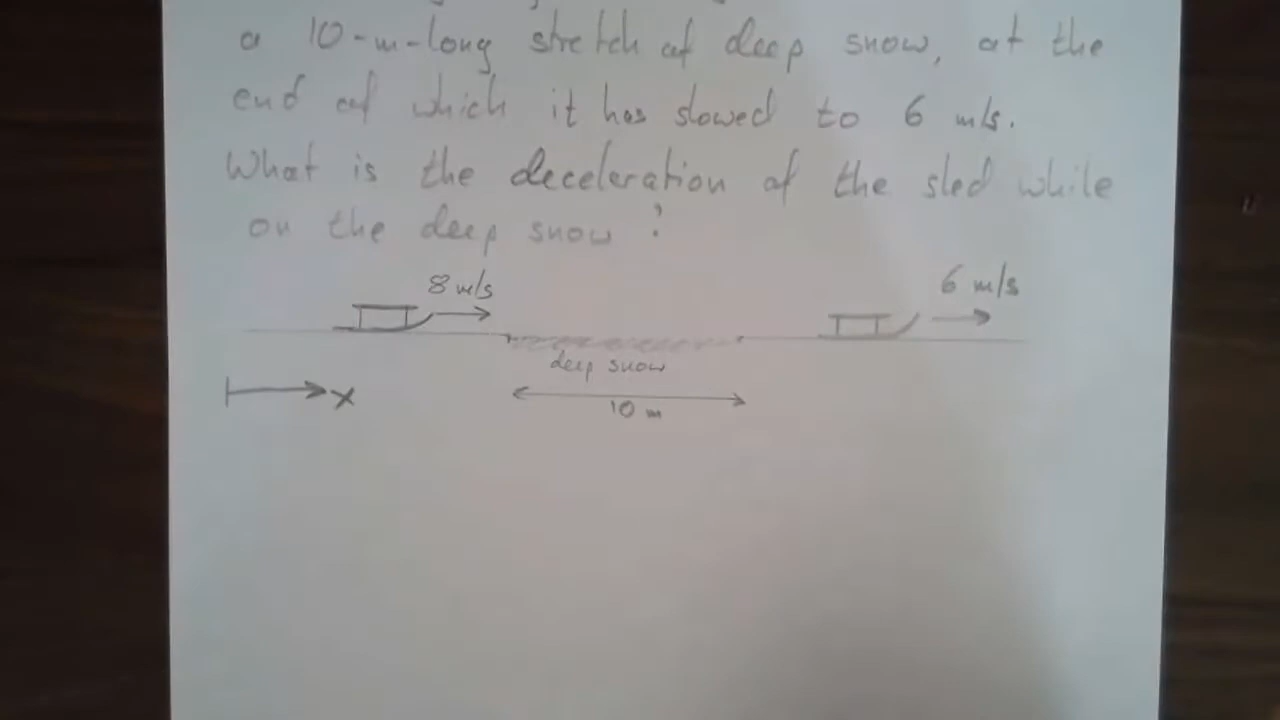 a 10-m-long stretch of deep snow, at the
end of which it has slowed to 6 m/s.
What is the deceleration of the sled while
on the deep snow?
8 m/s
6 m/s
deep snow
x
10 m